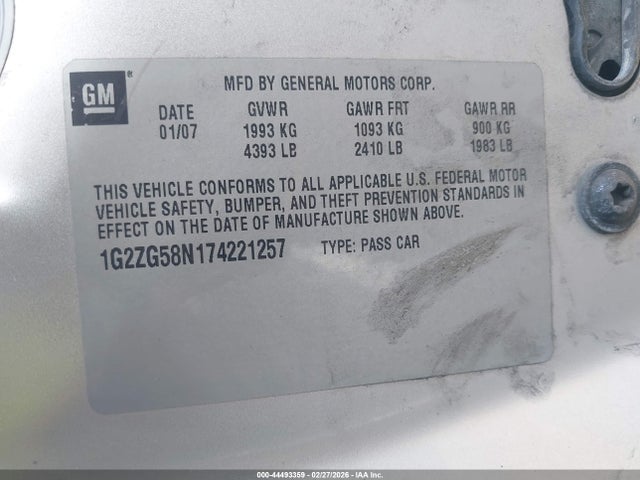 GM
MFD BY GENERAL MOTORS CORP.
DATE GVWR GAWR FRT GAWR RR
01/07 1993 KG 1093 KG 900 KG
4393 LB 2410 LB 1983 LB
THIS VEHICLE CONFORMS TO ALL APPLICABLE U.S. FEDERAL MOTOR
VEHICLE SAFETY, BUMPER, AND THEFT PREVENTION STANDARDS IN
EFFECT ON THE DATE OF MANUFACTURE SHOWN ABOVE.
1G2ZG58N174221257 TYPE: PASS CAR
000-44493359 - 02/27/2026 - IAAI.com